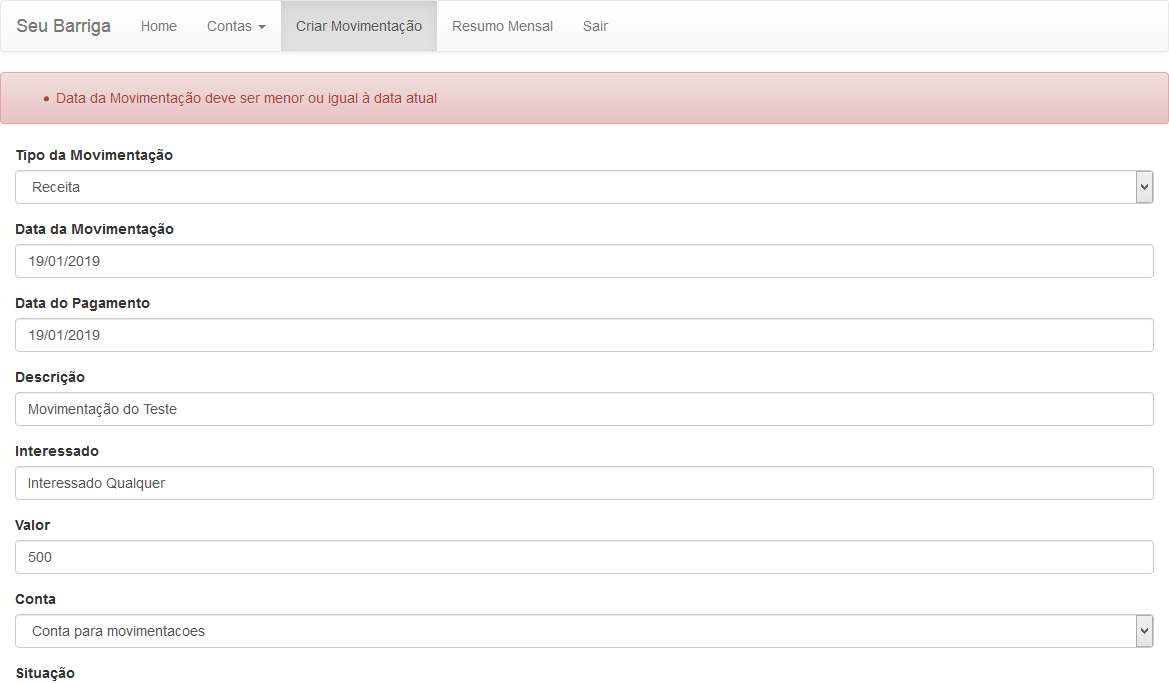 Seu Barriga Home Contas Criar Movimentação Resumo Mensal Sair
Data da Movimentação deve ser menor ou igual à data atual
Tipo da Movimentação
Receita
Data da Movimentação
19/01/2019
Data do Pagamento
19/01/2019
Descrição
Movimentação do Teste
Interessado
Interessado Qualquer
Valor
500
Conta
Conta para movimentacoes
Situação